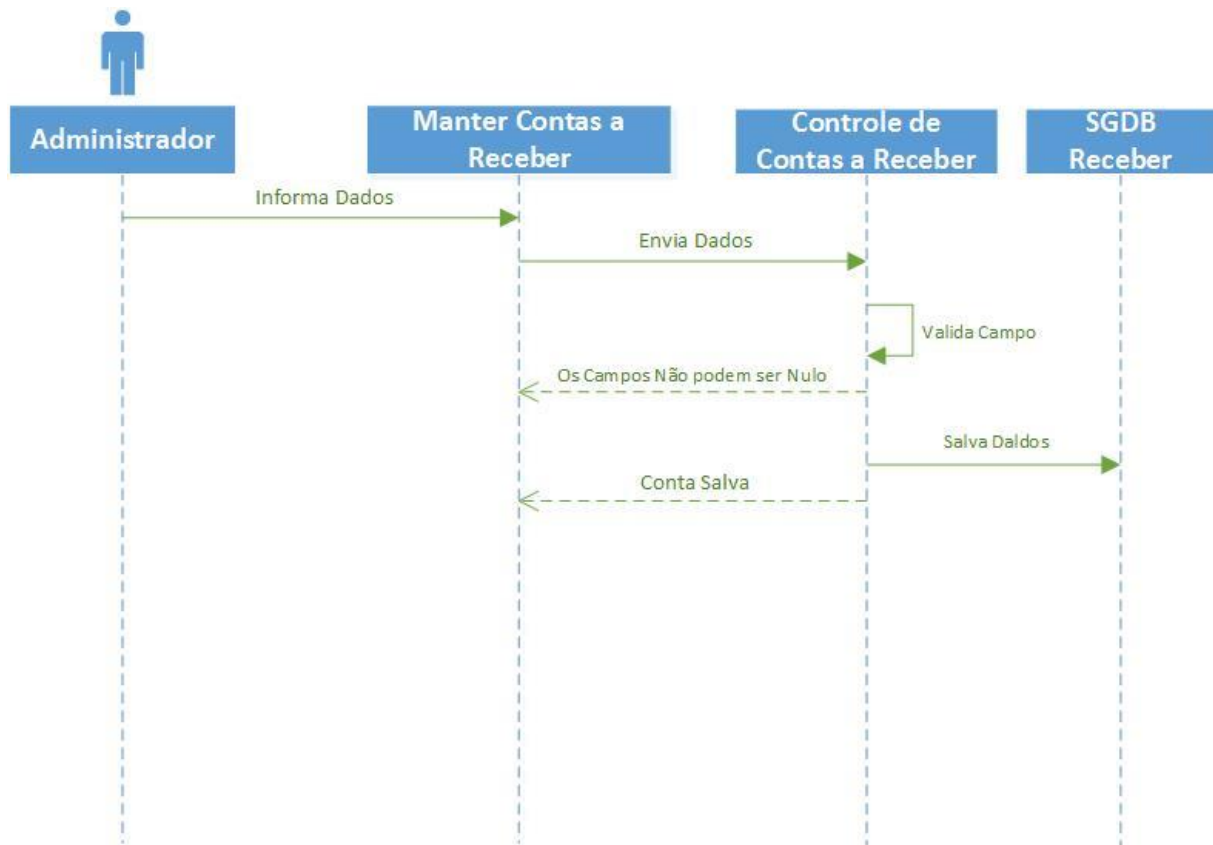 Administrador
Manter Contas a
Receber
Controle de
Contas a Receber
SGDB
Receber
Informa Dados
Envia Dados
Valida Campo
Os Campos Não podem ser Nulo
Salva Daldos
Conta Salva